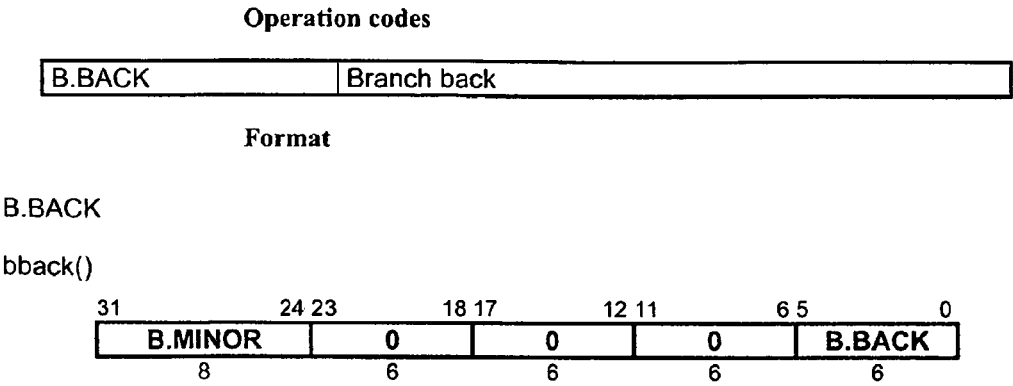 Operation codes
B.BACK Branch back
Format
B.BACK
bback()
31 24 23 18 17 12 11 6 5 0
B.MINOR 0 0 0 B.BACK
8 6 6 6 6